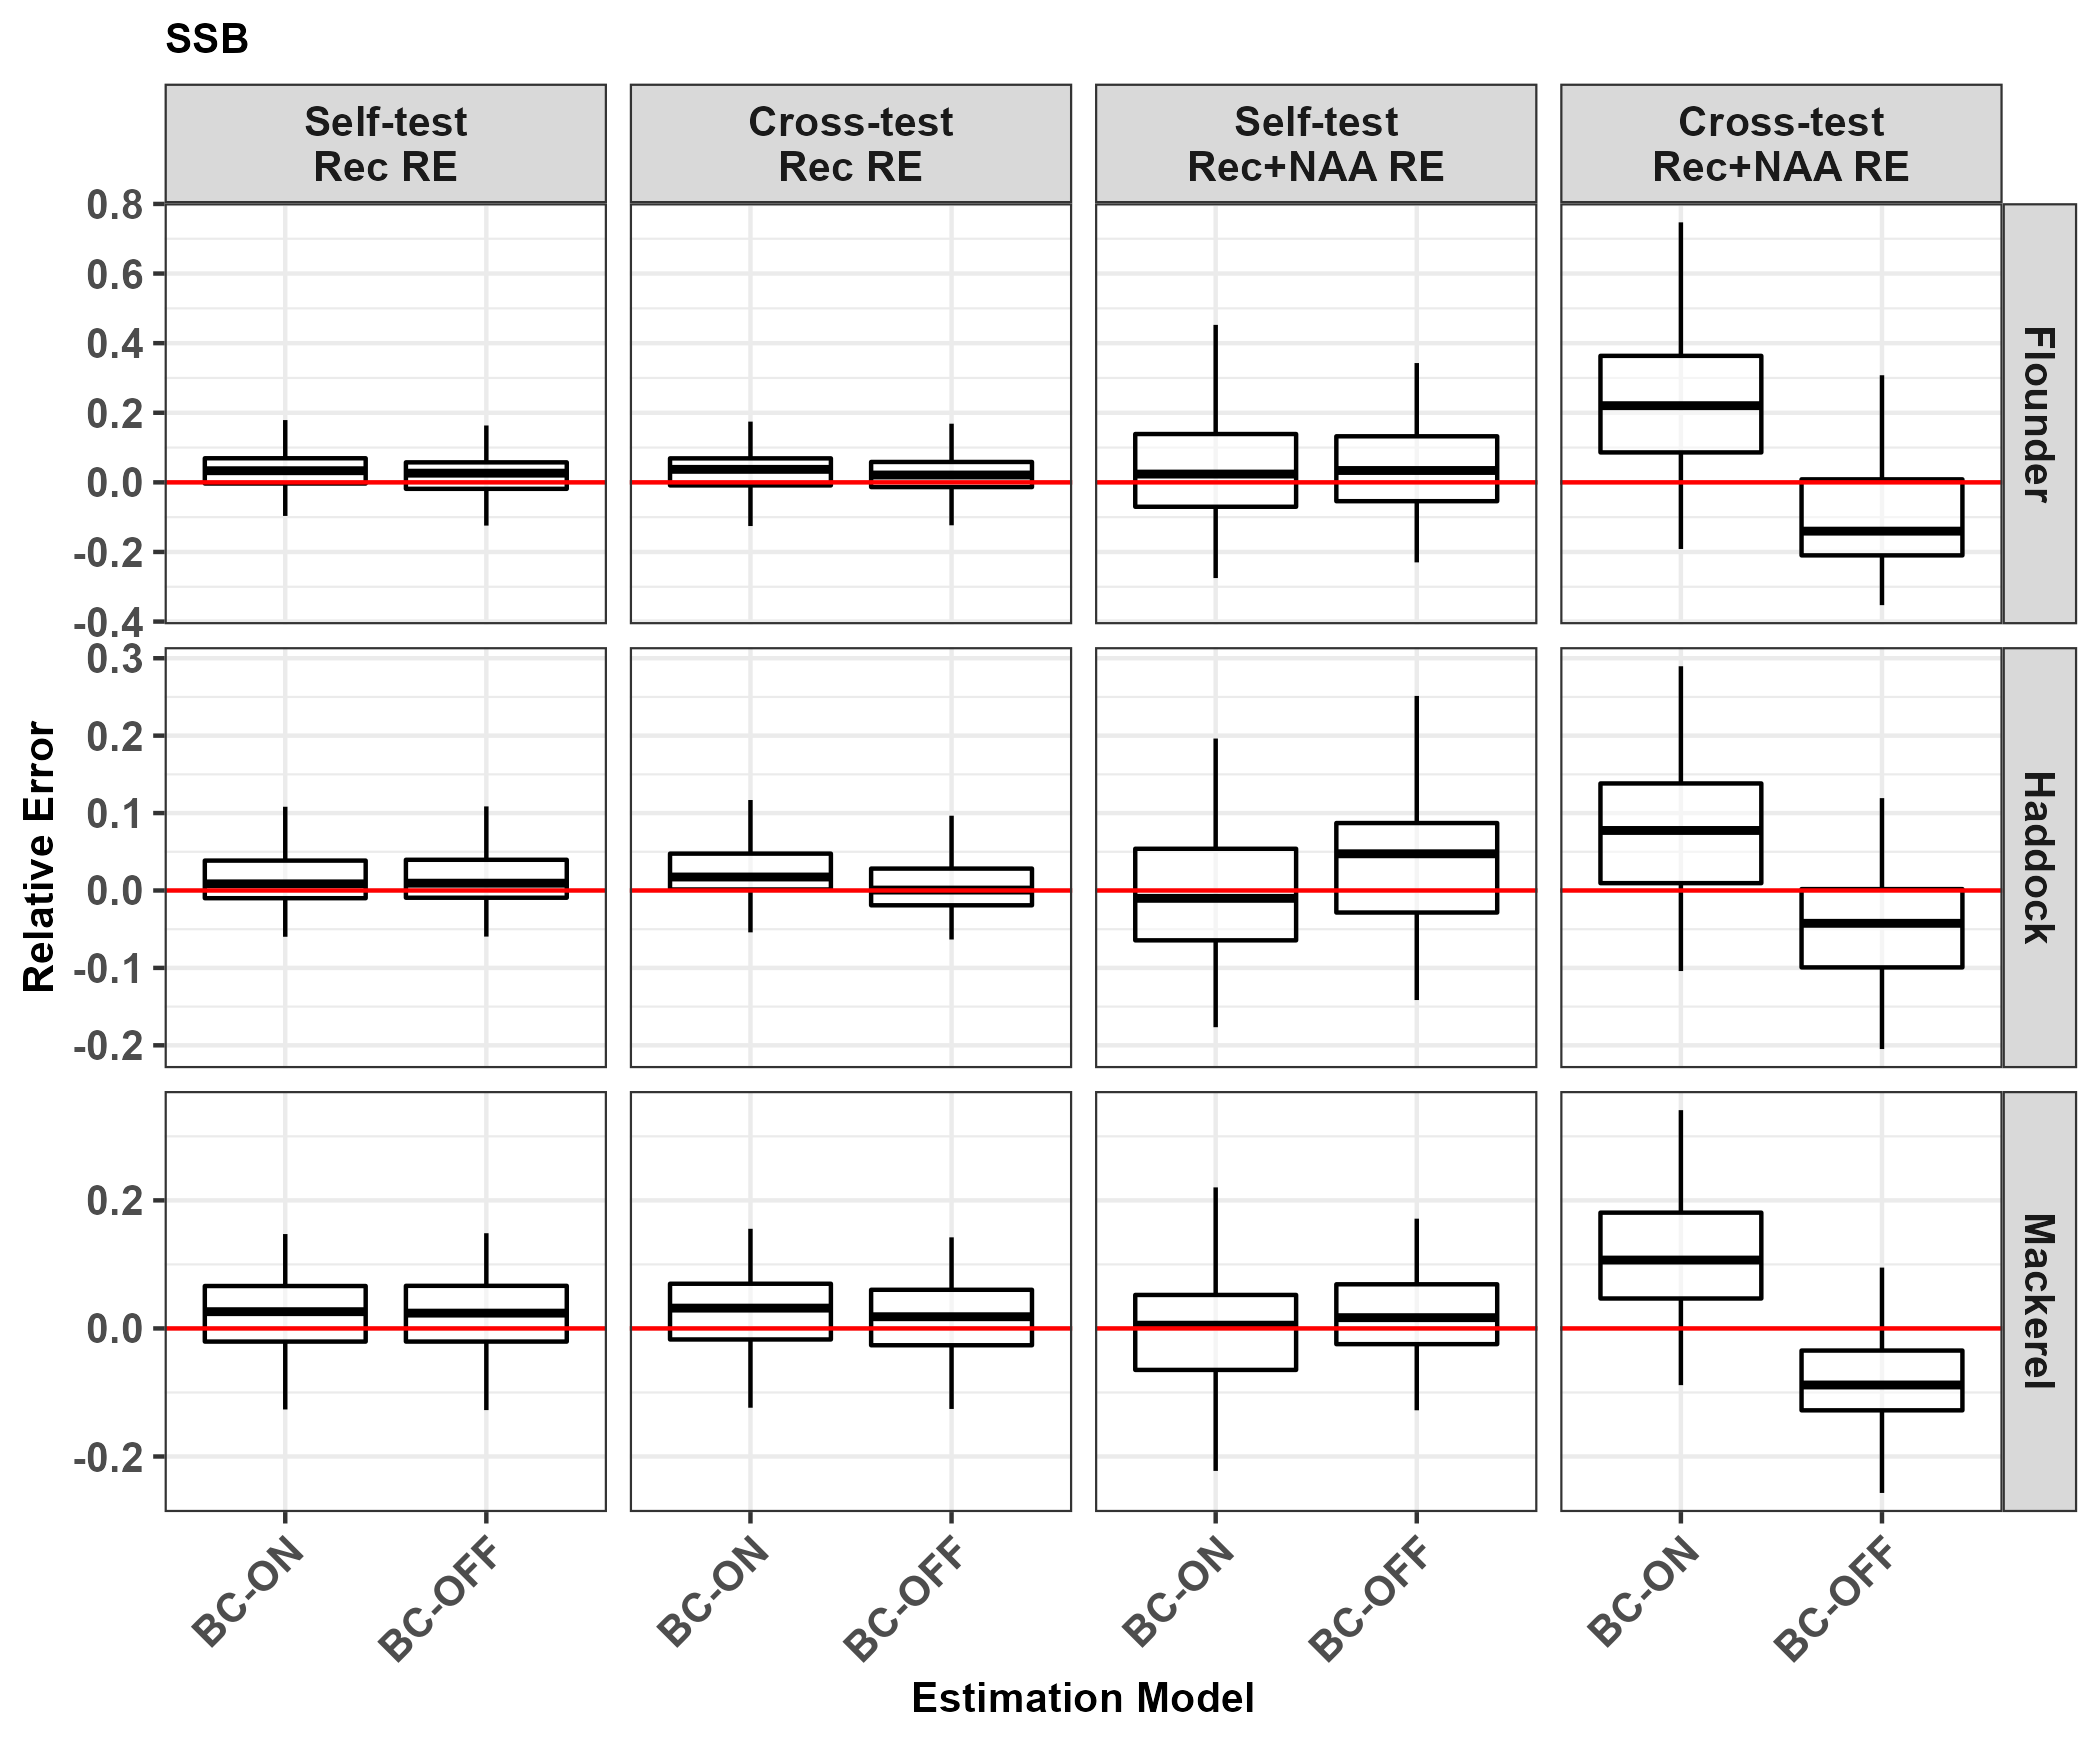 SSB
Self-test
Rec RE
Cross-test
Rec RE
Self-test
Rec+NAA RE
Cross-test
Rec+NAA RE
0.8
0.6
0.4
0.2
0.0
-0.2
-0.4
Flounder
0.3
0.2
0.1
0.0
-0.1
-0.2
Haddock
Relative Error
0.2
0.0
-0.2
Mackerel
BC-ON
BC-OFF
BC-ON
BC-OFF
BC-ON
BC-OFF
BC-ON
BC-OFF
Estimation Model